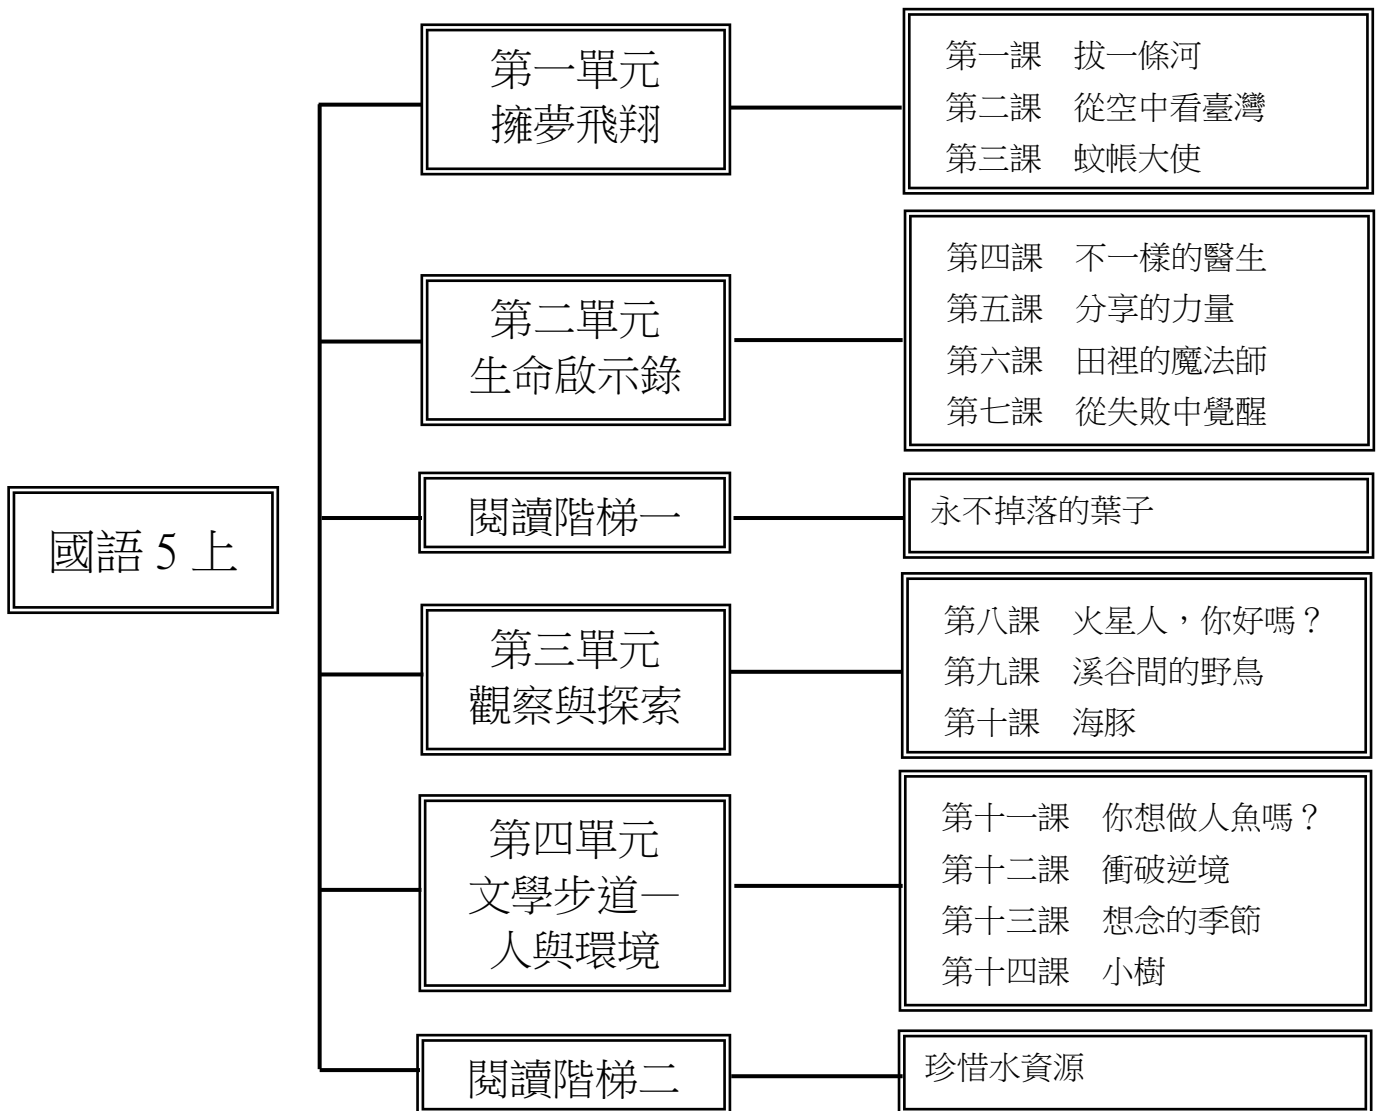 國語 5 上
第一單元
擁夢飛翔
第一課　拔一條河
第二課　從空中看臺灣
第三課　蚊帳大使
第二單元
生命啟示錄
第四課　不一樣的醫生
第五課　分享的力量
第六課　田裡的魔法師
第七課　從失敗中覺醒
閱讀階梯一
永不掉落的葉子
第三單元
觀察與探索
第八課　火星人，你好嗎？
第九課　溪谷間的野鳥
第十課　海豚
第四單元
文學步道—
人與環境
第十一課　你想做人魚嗎？
第十二課　衝破逆境
第十三課　想念的季節
第十四課　小樹
閱讀階梯二
珍惜水資源